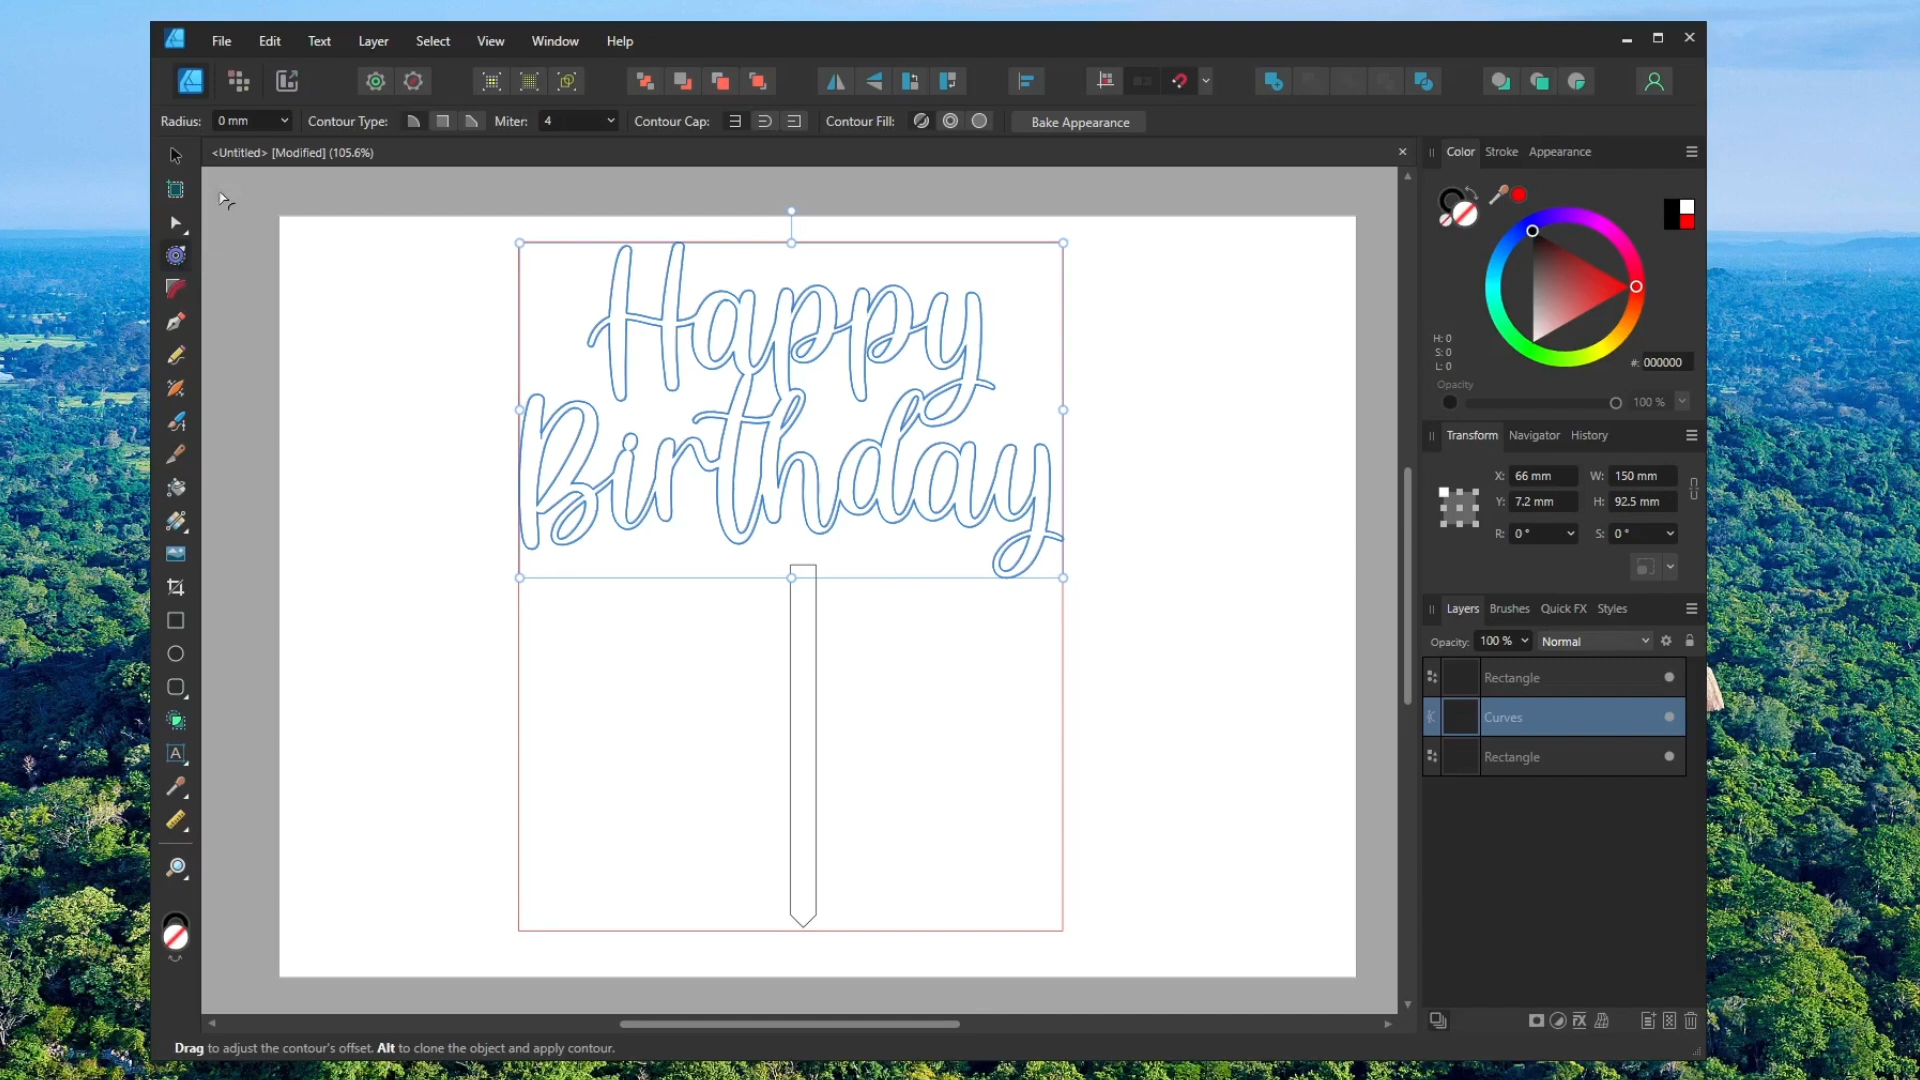 File Edit Text Layer Select View Window Help
Radius: 0 mm Contour Type: Miter: 4 Contour Cap: Contour Fill: Bake Appearance
<Untitled> [Modified] (105.6%)
Color Stroke Appearance
H: 0
S: 0
L: 0
#: 000000
Opacity
100 %
Transform Navigator History
X: 66 mm W: 150 mm
Y: 7.2 mm H: 92.5 mm
R: 0 ° S: 0 °
Layers Brushes Quick FX Styles
Opacity: 100 % Normal
Rectangle
Curves
Rectangle
Happy
Birthday
A
Drag to adjust the contour's offset. Alt to clone the object and apply contour.